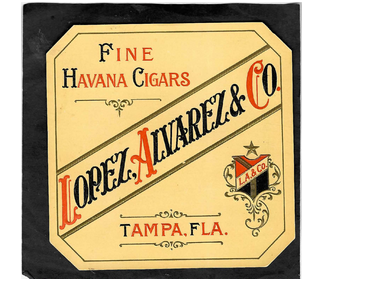 FINE
HAVANA CIGARS
LOPEZ, ALVAREZ & CO.
L.A. & CO.
TAMPA, FLA.